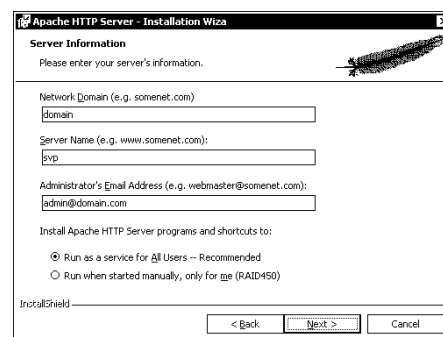 Apache HTTP Server - Installation Wiza
Server Information
Please enter your server's information.
Network Domain (e.g. somenet.com)
domain
Server Name (e.g. www.somenet.com):
svp
Administrator's Email Address (e.g. webmaster@somenet.com):
admin@domain.com
Install Apache HTTP Server programs and shortcuts to:
Run as a service for All Users -- Recommended
Run when started manually, only for me (RAID450)
InstallShield
< Back Next > Cancel